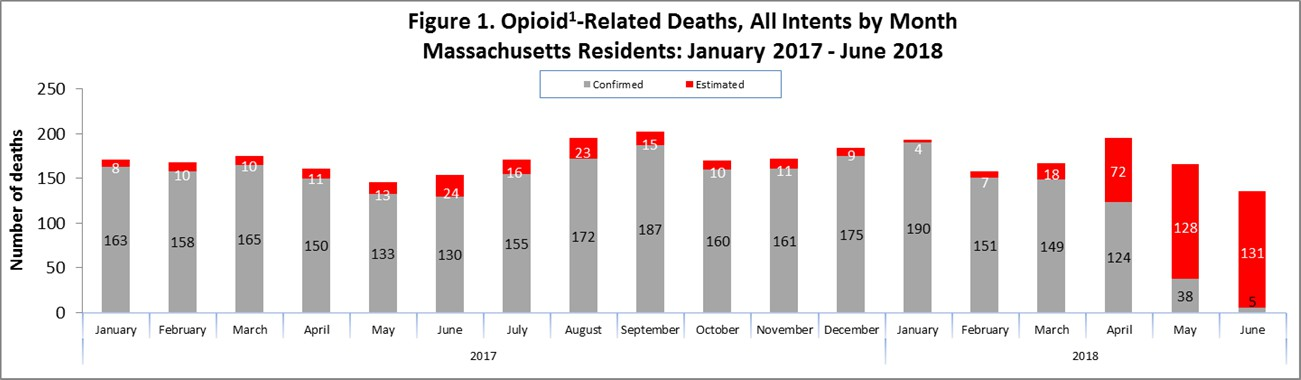 Figure 1. Opioid¹-Related Deaths, All Intents by Month
Massachusetts Residents: January 2017 - June 2018
Confirmed Estimated
Number of deaths
250
200
150
100
50
0
8 10 10 11 13 24 16 23 15 10 11 9 4 7 18 72 128 131
163 158 165 150 133 130 155 172 187 160 161 175 190 151 149 124 38 5
January February March April May June July August September October November December January February March April May June
2017 2018